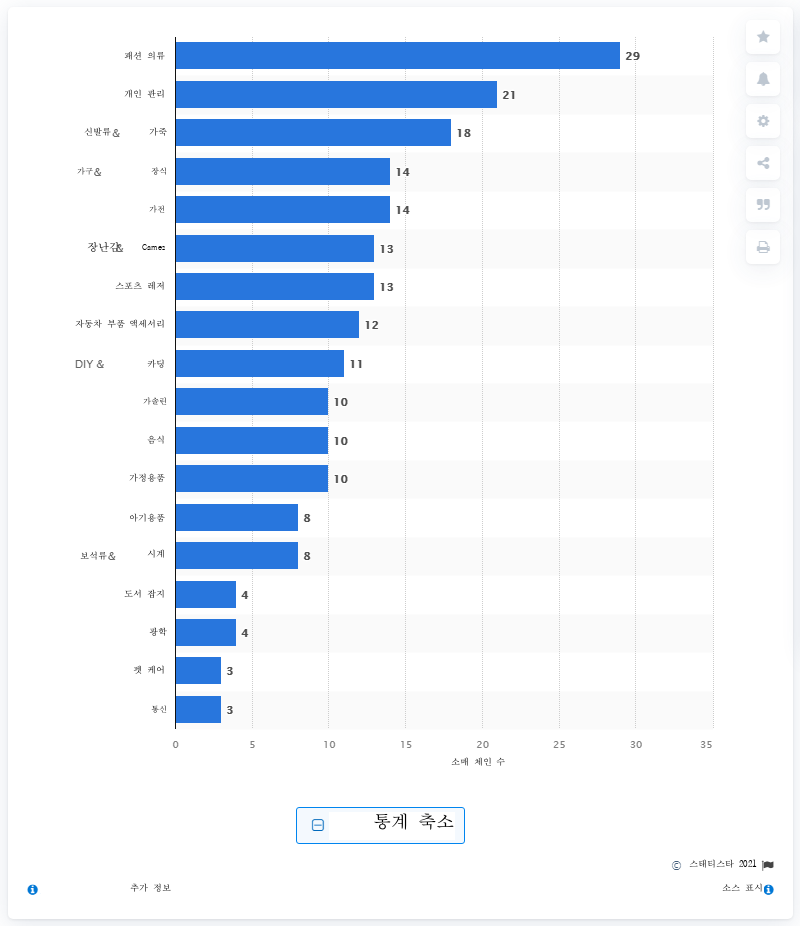 패션 의류 29
개인 관리 21
신발류& 가죽 18
가구& 장식 14
가전 14
장난감& Games 13
스포츠 레저 13
자동차 부품 액세서리 12
DIY & 카당 11
가솔린 10
음식 10
가정용품 10
아기용품 8
보석류& 시계 8
도서 잡지 4
광학 4
펫 케어 3
통신 3
0 5 10 15 20 25 30 35
소매 체인 수
통계 축소
© 스태티스타 2021
추가 정보 소스 표시